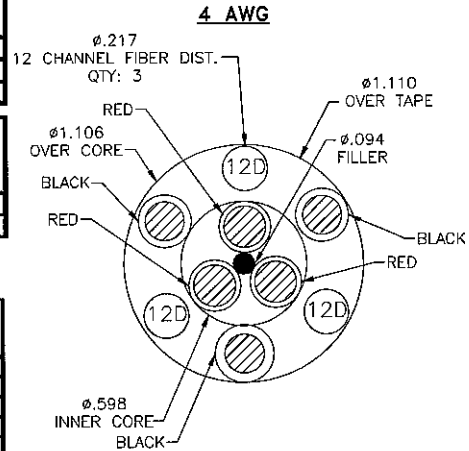 4 AWG
ø.217
12 CHANNEL FIBER DIST.
QTY: 3
ø1.110
OVER TAPE
RED
ø1.106
OVER CORE
ø.094
FILLER
12D
BLACK
RED
BLACK
RED
12D
12D
ø.598
INNER CORE
BLACK